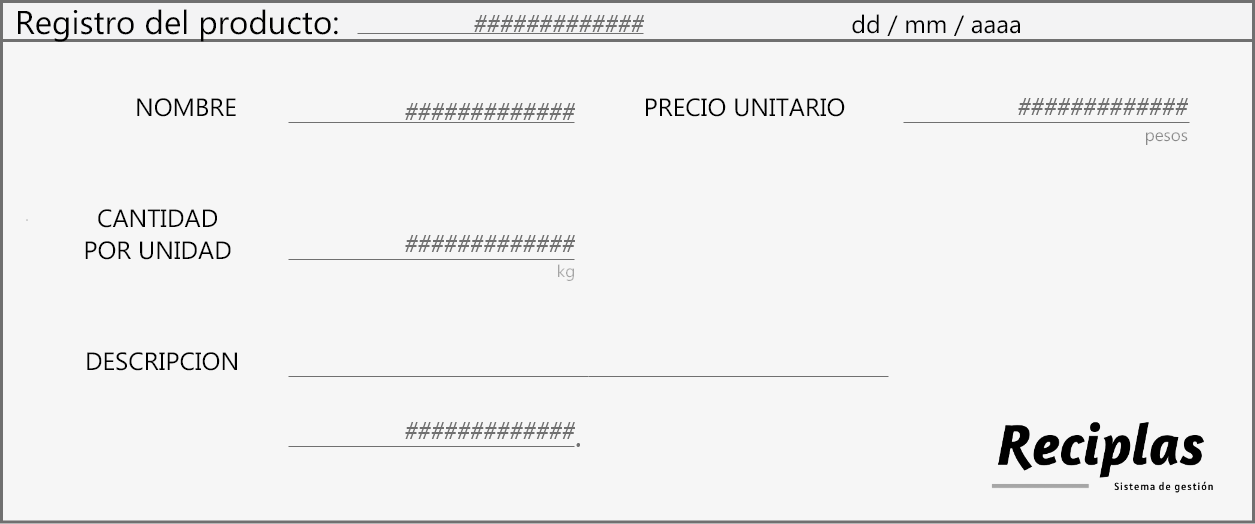 Registro del producto: ############# dd / mm / aaaa
NOMBRE ############# PRECIO UNITARIO #############
pesos
CANTIDAD
POR UNIDAD #############
kg
DESCRIPCION
#############.
Reciplas
Sistema de gestión